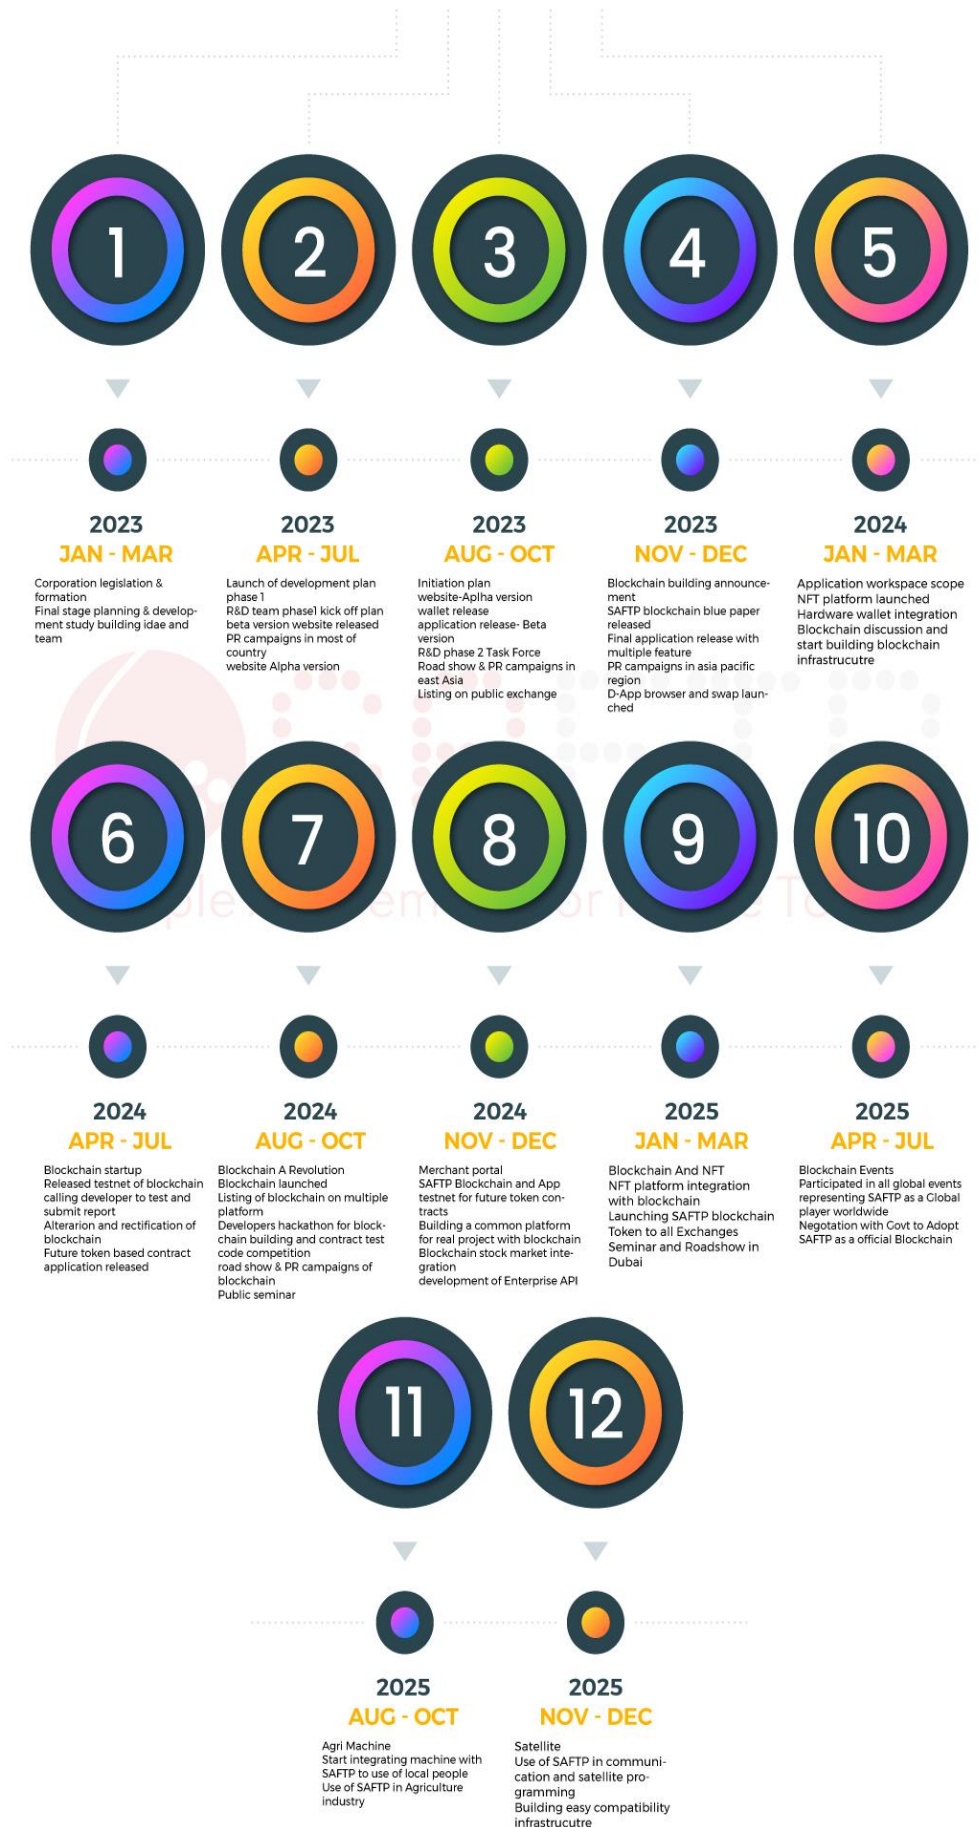 1
2
3
4
5
2023
JAN - MAR
Corporation legislation &
formation
Final stage planning & develop-
ment study building idae and
team
2023
APR - JUL
Launch of development plan
phase 1
R&D team phase1 kick off plan
beta version website released
PR campaigns in most of
country
website Alpha version
2023
AUG - OCT
Initiation plan
website-Aplha version
wallet release
application release- Beta
version
R&D phase 2 Task Force
Road show & PR campaigns in
east Asia
Listing on public exchange
2023
NOV - DEC
Blockchain building announce-
ment
SAFTP blockchain blue paper
released
Final application release with
multiple feature
PR campaigns in asia pacific
region
D-App browser and swap laun-
ched
2024
JAN - MAR
Application workspace scope
NFT platform launched
Hardware wallet integration
Blockchain discussion and
start building blockchain
infrastrucutre
6
7
8
9
10
2024
APR - JUL
Blockchain startup
Released testnet of blockchain
calling developer to test and
submit report
Alterarion and rectification of
blockchain
Future token based contract
application released
2024
AUG - OCT
Blockchain A Revolution
Blockchain launched
Listing of blockchain on multiple
platform
Developers hackathon for block-
chain building and contract test
code competition
road show & PR campaigns of
blockchain
Public seminar
2024
NOV - DEC
Merchant portal
SAFTP Blockchain and App
testnet for future token con-
tracts
Building a common platform
for real project with blockchain
Blockchain stock market inte-
gration
development of Enterprise API
2025
JAN - MAR
Blockchain And NFT
NFT platform integration
with blockchain
Launching SAFTP blockchain
Token to all Exchanges
Seminar and Roadshow in
Dubai
2025
APR - JUL
Blockchain Events
Participated in all global events
representing SAFTP as a Global
player worldwide
Negotation with Govt to Adopt
SAFTP as a official Blockchain
11
12
2025
AUG - OCT
Agri Machine
Start integrating machine with
SAFTP to use of local people
Use of SAFTP in Agriculture
industry
2025
NOV - DEC
Satellite
Use of SAFTP in communi-
cation and satellite pro-
gramming
Building easy compatibility
infrastrucutre